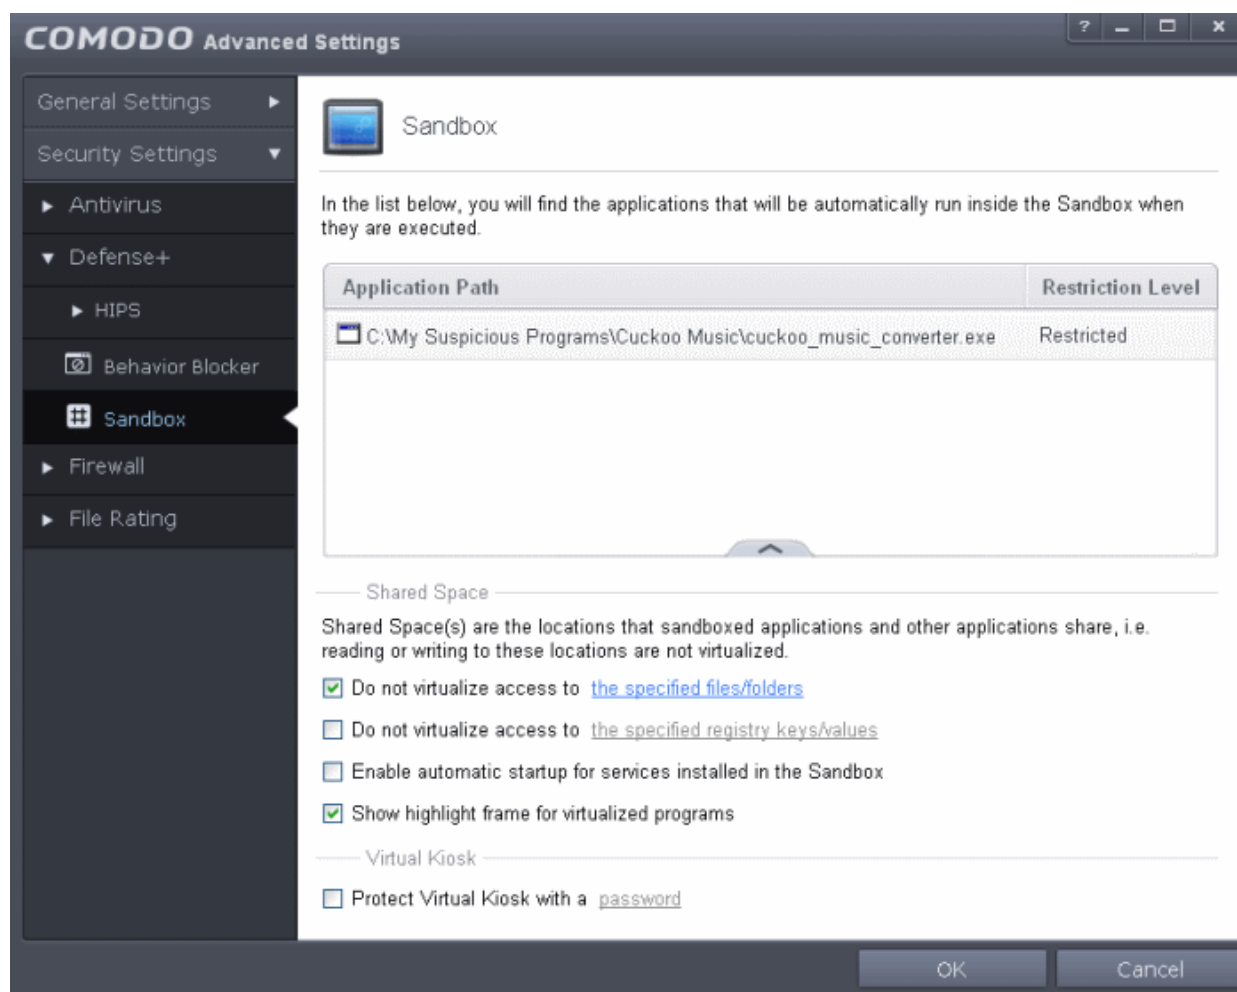 COMODO Advanced Settings
?
General Settings
Security Settings
Antivirus
Defense+
HIPS
Behavior Blocker
Sandbox
Firewall
File Rating
Sandbox
In the list below, you will find the applications that will be automatically run inside the Sandbox when
they are executed.
Application Path Restriction Level
C:\My Suspicious Programs\Cuckoo Music\cuckoo_music_converter.exe Restricted
Shared Space
Shared Space(s) are the locations that sandboxed applications and other applications share, i.e.
reading or writing to these locations are not virtualized.
Do not virtualize access to the specified files/folders
Do not virtualize access to the specified registry keys/values
Enable automatic startup for services installed in the Sandbox
Show highlight frame for virtualized programs
Virtual Kiosk
Protect Virtual Kiosk with a password
OK Cancel